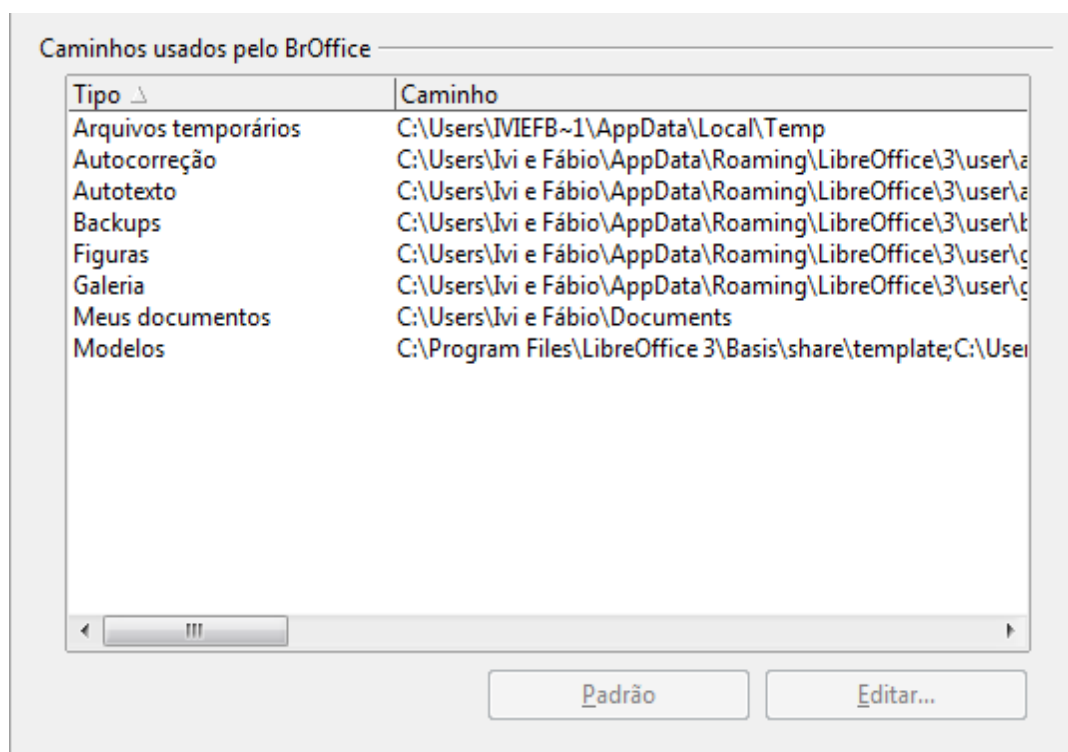 Caminhos usados pelo BrOffice
Tipo Caminho
Arquivos temporários C:\Users\IVIEFB~1\AppData\Local\Temp
Autocorreção C:\Users\Ivi e Fábio\AppData\Roaming\LibreOffice\3\user\a
Autotexto C:\Users\Ivi e Fábio\AppData\Roaming\LibreOffice\3\user\a
Backups C:\Users\Ivi e Fábio\AppData\Roaming\LibreOffice\3\user\b
Figuras C:\Users\Ivi e Fábio\AppData\Roaming\LibreOffice\3\user\g
Galeria C:\Users\Ivi e Fábio\AppData\Roaming\LibreOffice\3\user\g
Meus documentos C:\Users\Ivi e Fábio\Documents
Modelos C:\Program Files\LibreOffice 3\Basis\share\template;C:\User
Padrão Editar...